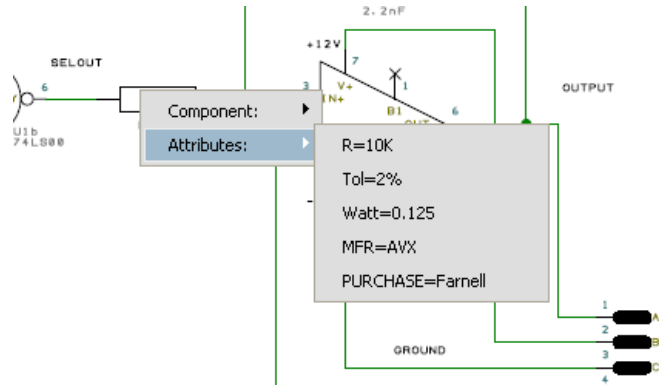 2.2nF
+12V
SELOUT
7
6
3
V+
1
OUTPUT
IN+
B1
6
Component:
U1b
74LS00
OUT
Attributes:
R=10K
Tol=2%
Watt=0.125
MFR=AVX
PURCHASE=Farnell
1
A
2
B
GROUND
3
C
4